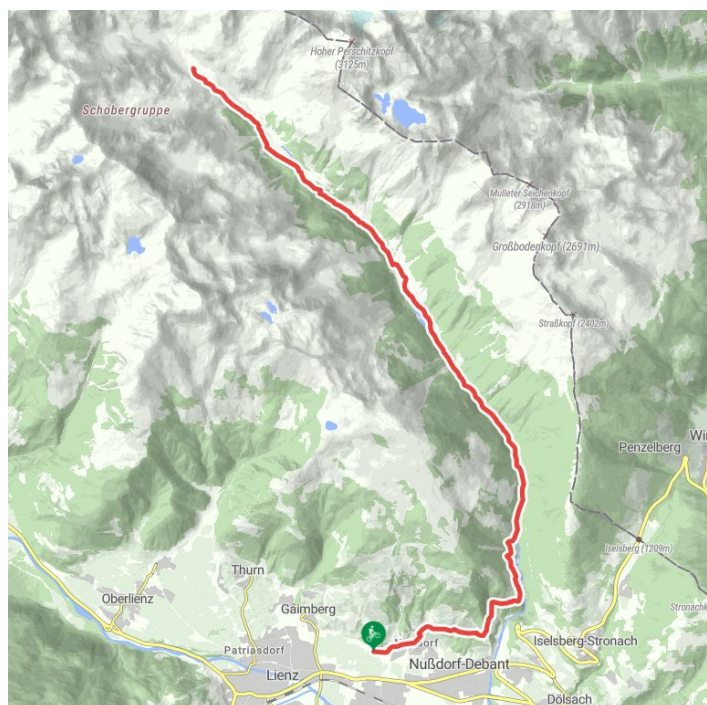 Hoher Perschitzkopf
(3125m)
Schobergruppe
Mulleter Seichenkopf
(2918m)
Großbodenkopf (2691m)
Straßkopf (2402m)
Penzelberg
Iselsberg (1209m)
Thurn
Oberlienz
Gaimberg
Patriasdorf
Nußdorf-Debant
Iselsberg-Stronach
Lienz
Dölsach